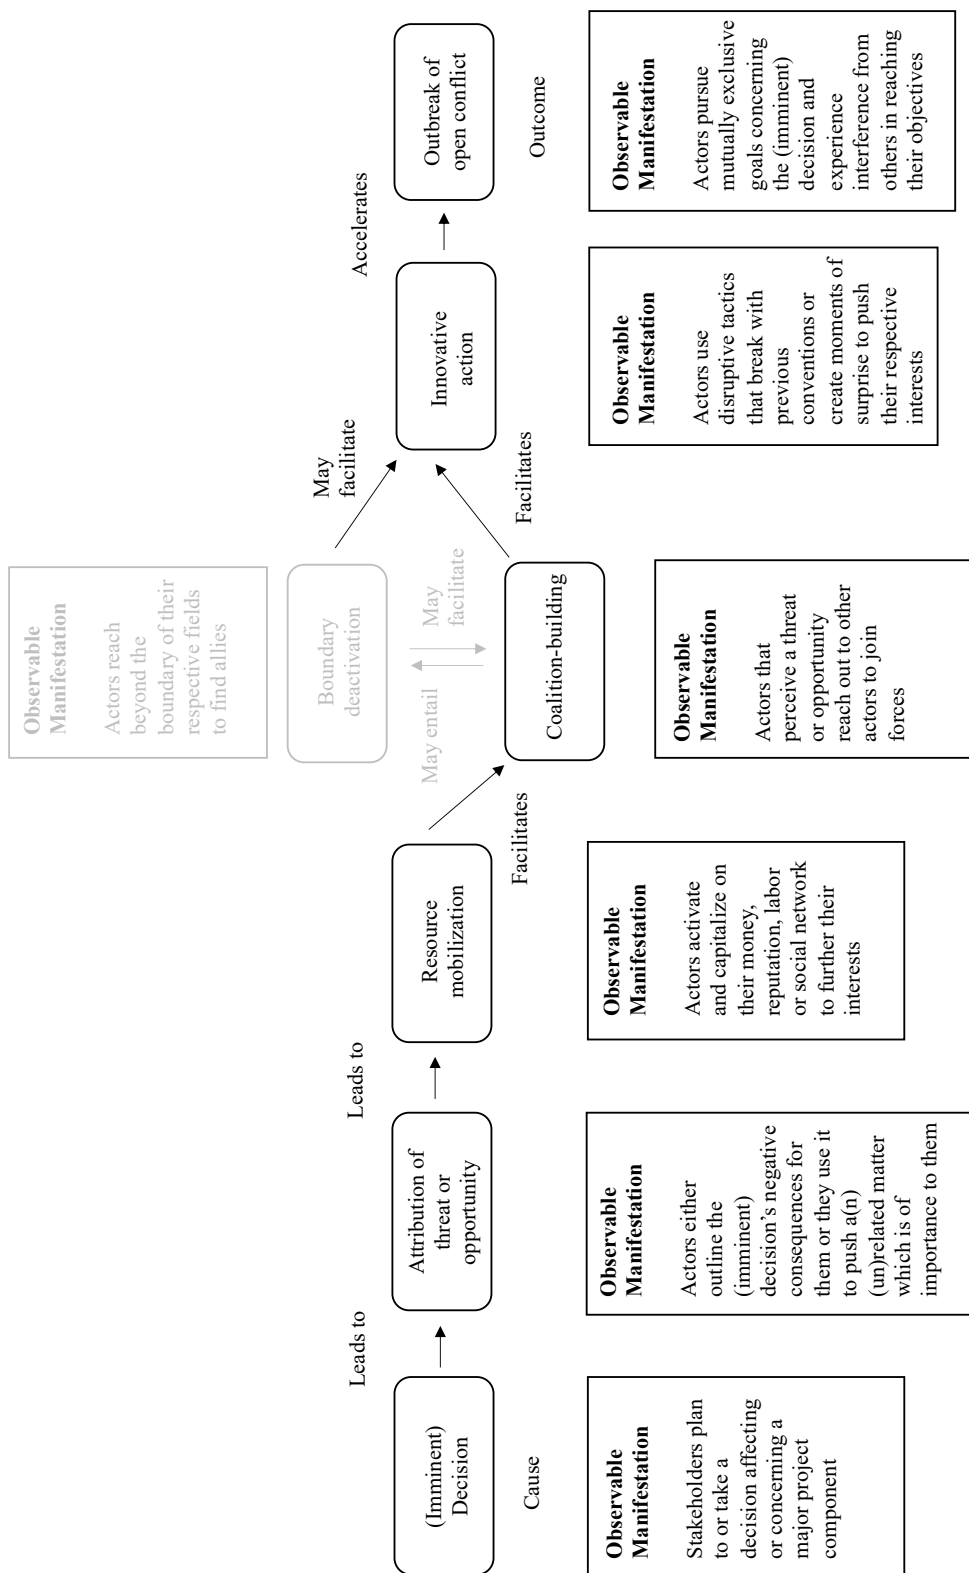 Observable
Manifestation
Actors reach
beyond the
boundary of their
respective fields
to find allies
Boundary
deactivation
May entail
May
facilitate
May
facilitate
Leads to
Leads to
Accelerates
(Imminent)
Decision
Attribution of
threat or
opportunity
Resource
mobilization
Facilitates
Coalition-building
Facilitates
Innovative
action
Outbreak of
open conflict
Cause
Outcome
Observable
Manifestation
Stakeholders plan
to or take a
decision affecting
or concerning a
major project
component
Observable
Manifestation
Actors either
outline the
(imminent)
decision’s negative
consequences for
them or they use it
to push a(n)
(un)related matter
which is of
importance to them
Observable
Manifestation
Actors activate
and capitalize on
their money,
reputation, labor
or social network
to further their
interests
Observable
Manifestation
Actors that
perceive a threat
or opportunity
reach out to other
actors to join
forces
Observable
Manifestation
Actors use
disruptive tactics
that break with
previous
conventions or
create moments of
surprise to push
their respective
interests
Observable
Manifestation
Actors pursue
mutually exclusive
goals concerning
the (imminent)
decision and
experience
interference from
others in reaching
their objectives